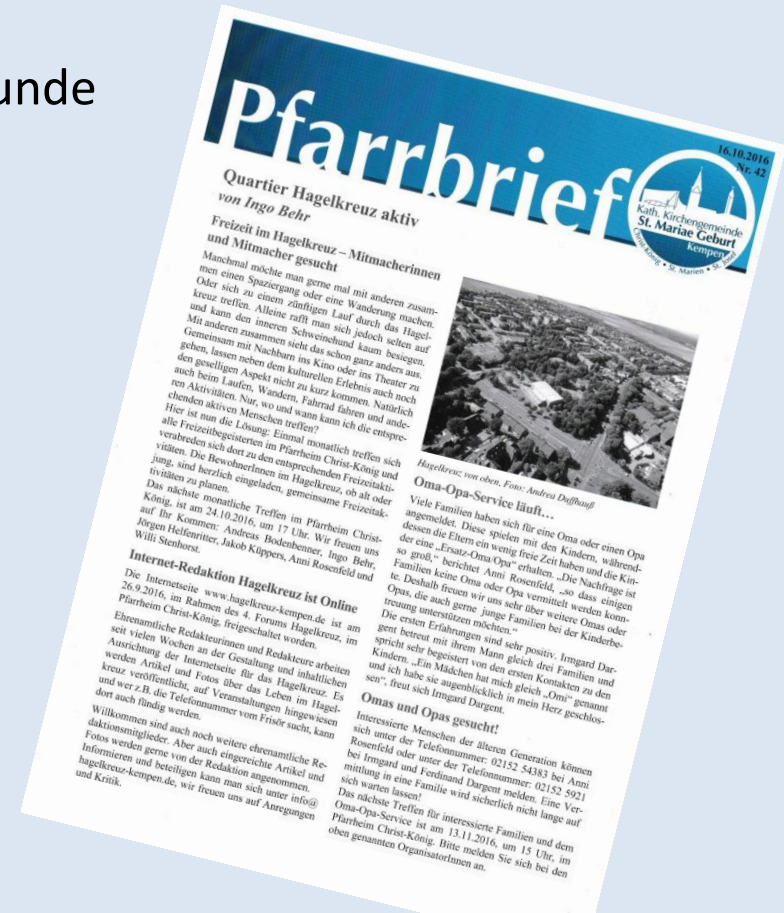 unde
Pfarrbrief
16.10.2016
Nr. 42
Kath. Kirchengemeinde
St. Mariae Geburt
Kempen
Christ-König • St. Marien • St. Josef
Quartier Hagelkreuz aktiv
von Ingo Behr
Freizeit im Hagelkreuz – Mitmacherinnen
und Mitmacher gesucht
Manchmal möchte man gerne mal mit anderen zusam-
men einen Spaziergang oder eine Wanderung machen.
Oder sich zu einem zünftigen Lauf durch das Hagel-
kreuz treffen. Alleine rafft man sich jedoch selten auf
und kann den inneren Schweinehund kaum besiegen.
Mit anderen zusammen sieht das schon ganz anders aus.
Gemeinsam mit Nachbarn ins Kino oder ins Theater zu
gehen, lassen neben dem kulturellen Erlebnis auch noch
den geselligen Aspekt nicht zu kurz kommen. Natürlich
auch beim Laufen, Wandern, Fahrrad fahren und ande-
ren Aktivitäten. Nur, wo und wann kann ich die entspre-
chenden aktiven Menschen treffen?
Hier ist nun die Lösung: Einmal monatlich treffen sich
alle Freizeitbegeisterten im Pfarrheim Christ-König und
verabreden sich dort zu den entsprechenden Freizeitakti-
vitäten. Die BewohnerInnen im Hagelkreuz, ob alt oder
jung, sind herzlich eingeladen, gemeinsame Freizeitak-
tivitäten zu planen.
Das nächste monatliche Treffen im Pfarrheim Christ-
König, ist am 24.10.2016, um 17 Uhr. Wir freuen uns
auf Ihr Kommen: Andreas Bodenbenner, Ingo Behr,
Jörgen Helfenritter, Jakob Küppers, Anni Rosenfeld und
Willi Stenhorst.
Internet-Redaktion Hagelkreuz ist Online
Die Internetseite www.hagelkreuz-kempen.de ist am
26.9.2016, im Rahmen des 4. Forums Hagelkreuz, im
Pfarrheim Christ-König, freigeschaltet worden.
Ehrenamtliche Redakteurinnen und Redakteure arbeiten
seit vielen Wochen an der Gestaltung und inhaltlichen
Ausrichtung der Internetseite für das Hagelkreuz. Es
werden Artikel und Fotos über das Leben im Hagel-
kreuz veröffentlicht, auf Veranstaltungen hingewiesen
und wer z.B. die Telefonnummer vom Frisör sucht, kann
dort auch fündig werden.
Willkommen sind auch noch weitere ehrenamtliche Re-
daktionsmitglieder. Aber auch eingereichte Artikel und
Fotos werden gerne von der Redaktion angenommen.
Informieren und beteiligen kann man sich unter info@
hagelkreuz-kempen.de, wir freuen uns auf Anregungen
und Kritik.
Hagelkreuz von oben, Foto: Andrea Duffhauß
Oma-Opa-Service läuft…
Viele Familien haben sich für eine Oma oder einen Opa
angemeldet. Diese spielen mit den Kindern, während-
dessen die Eltern ein wenig freie Zeit haben und die Kin-
der eine „Ersatz-Oma/Opa“ erhalten. „Die Nachfrage ist
so groß,“ berichtet Anni Rosenfeld, „so dass einigen
Familien keine Oma oder Opa vermittelt werden konn-
te. Deshalb freuen wir uns sehr über weitere Omas oder
Opas, die auch gerne junge Familien bei der Kinderbe-
treuung unterstützen möchten.“
Die ersten Erfahrungen sind sehr positiv. Irmgard Dar-
gent betreut mit ihrem Mann gleich drei Familien und
spricht sehr begeistert von den ersten Kontakten zu den
Kindern. „Ein Mädchen hat mich gleich „Omi“ genannt
und ich habe sie augenblicklich in mein Herz geschlos-
sen“, freut sich Irmgard Dargent.
Omas und Opas gesucht!
Interessierte Menschen der älteren Generation können
sich unter der Telefonnummer: 02152 54383 bei Anni
Rosenfeld oder unter der Telefonnummer: 02152 5921
bei Irmgard und Ferdinand Dargent melden. Eine Ver-
mittlung in eine Familie wird sicherlich nicht lange auf
sich warten lassen!
Das nächste Treffen für interessierte Familien und dem
Oma-Opa-Service ist am 13.11.2016, um 15 Uhr, im
Pfarrheim Christ-König. Bitte melden Sie sich bei den
oben genannten OrganisatorInnen an.